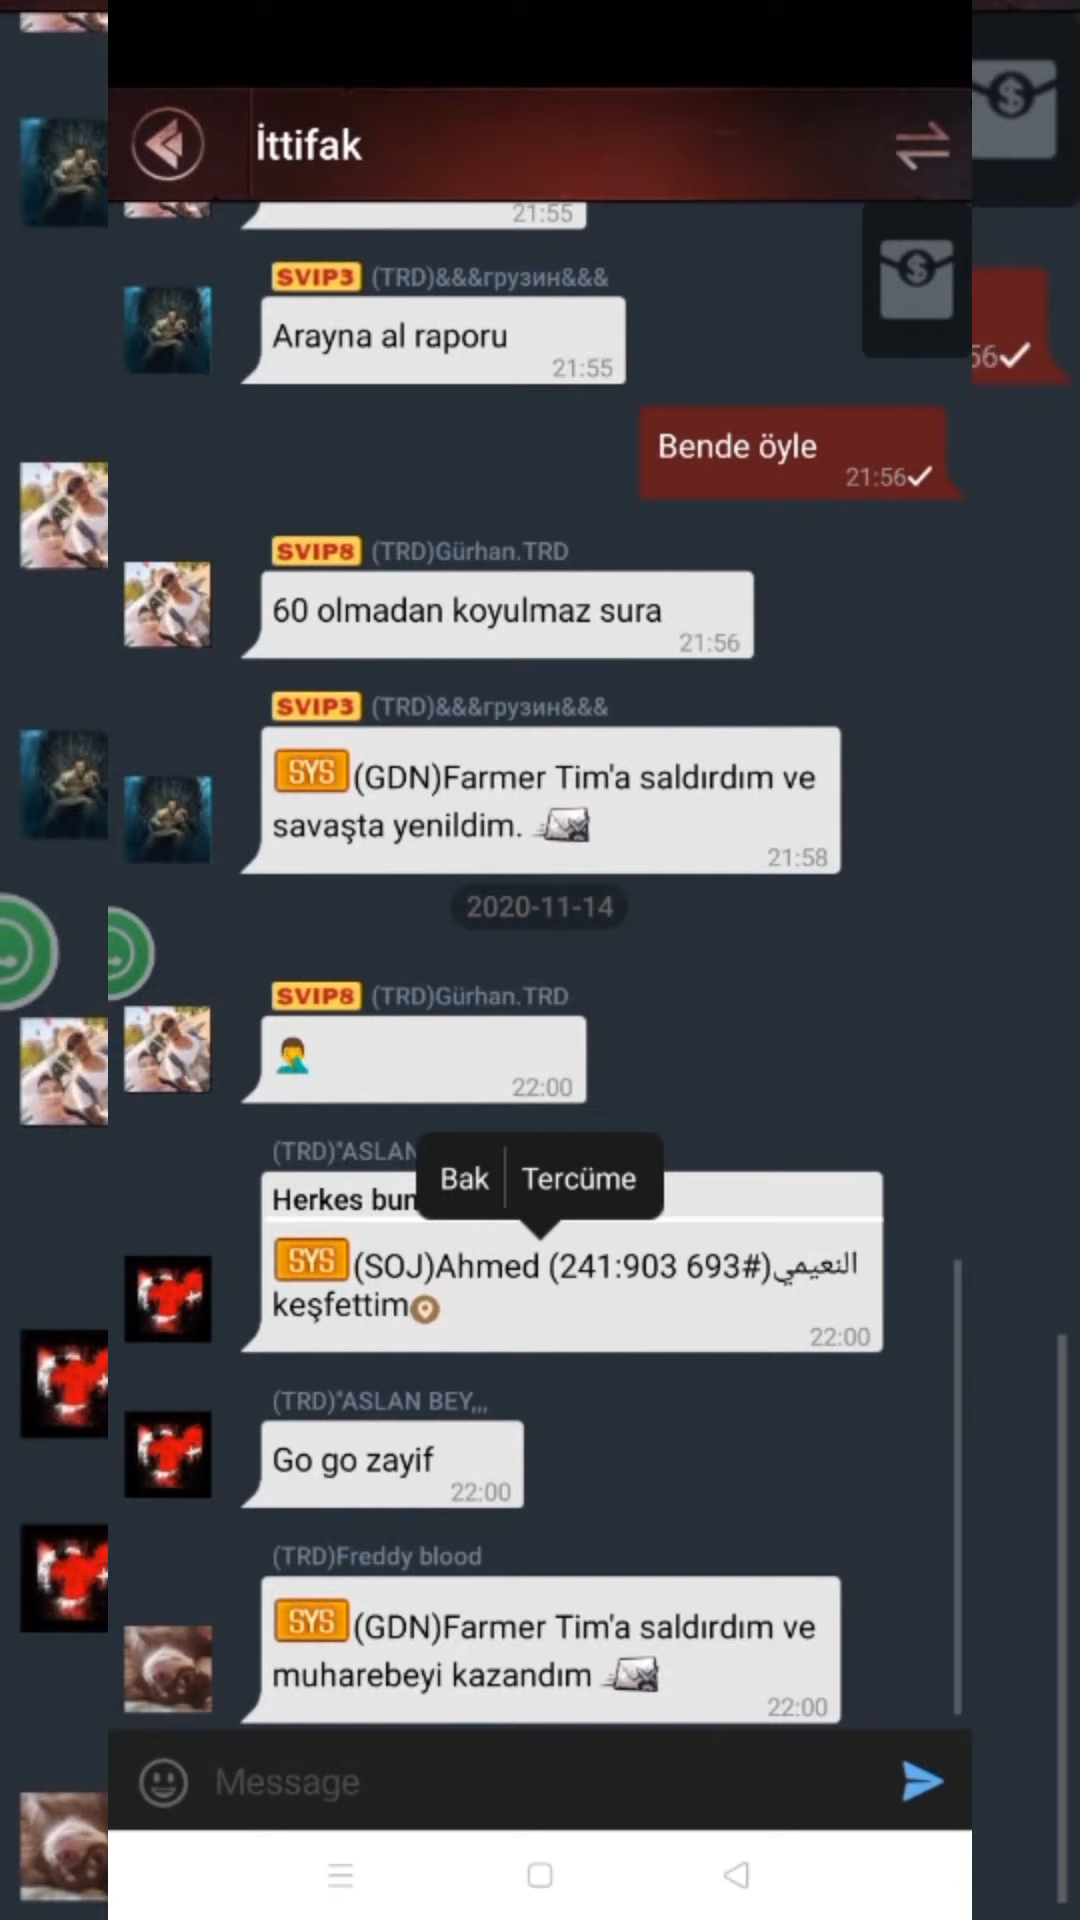 İttifak
21:55
SVIP3 (TRD)&&&грузин&&&
Arayna al raporu
21:55
56
Bende öyle
21:56
SVIP8 (TRD)Gürhan.TRD
60 olmadan koyulmaz sura
21:56
SVIP3 (TRD)&&&грузин&&&
SYS (GDN)Farmer Tim'a saldırdım ve
savaşta yenildim.
21:58
2020-11-14
SVIP8 (TRD)Gürhan.TRD
22:00
(TRD)"ASLAN
Bak Tercüme
Herkes bun
SYS (SOJ)Ahmed (241:903 693#)النعيمي
keşfettim
22:00
(TRD)"ASLAN BEY,,,
Go go zayif
22:00
(TRD)Freddy blood
SYS (GDN)Farmer Tim'a saldırdım ve
muharebeyi kazandım
22:00
Message